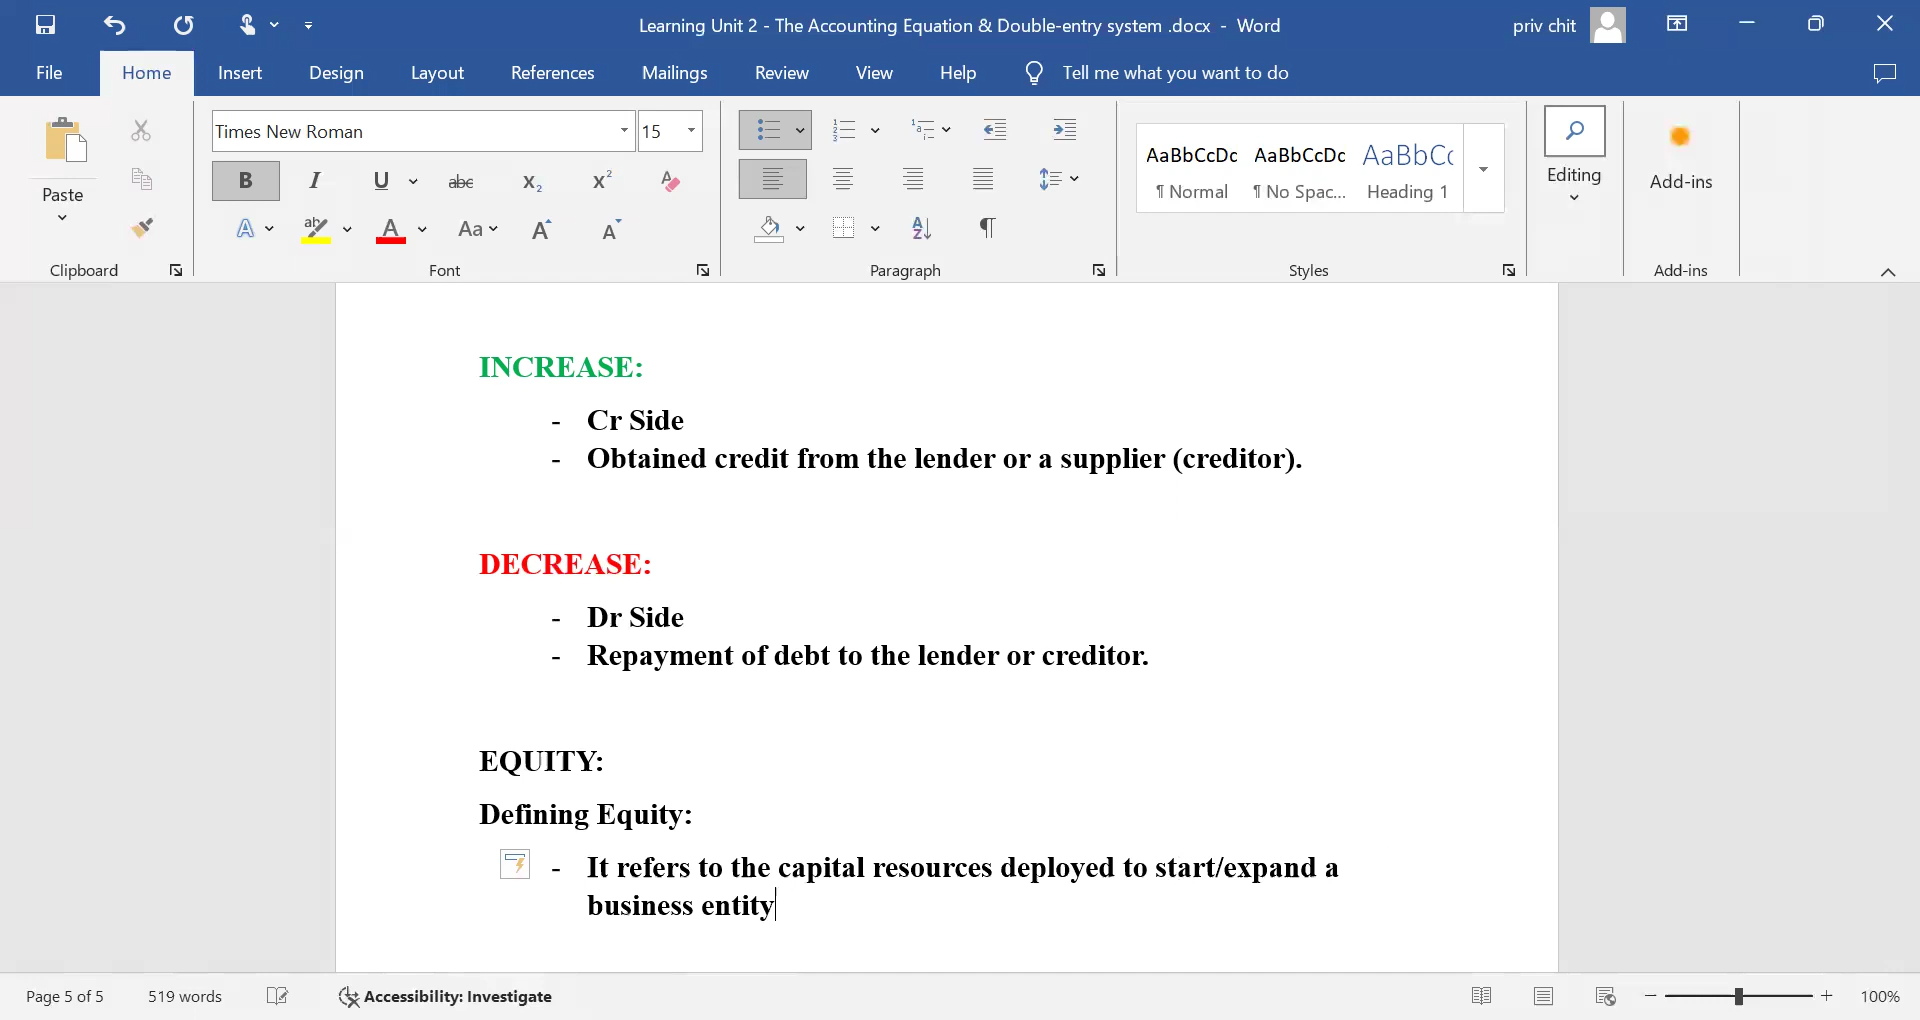 Learning Unit 2 - The Accounting Equation & Double-entry system .docx - Word
priv chit
File Home Insert Design Layout References Mailings Review View Help Tell me what you want to do
Times New Roman 15
AaBbCcDc AaBbCcDc AaBbCc
¶ Normal ¶ No Spac... Heading 1
Paste
Editing
Add-ins
Clipboard Font Paragraph Styles Add-ins
INCREASE:
- Cr Side
- Obtained credit from the lender or a supplier (creditor).
DECREASE:
- Dr Side
- Repayment of debt to the lender or creditor.
EQUITY:
Defining Equity:
- It refers to the capital resources deployed to start/expand a
business entity
Page 5 of 5 519 words Accessibility: Investigate 100%